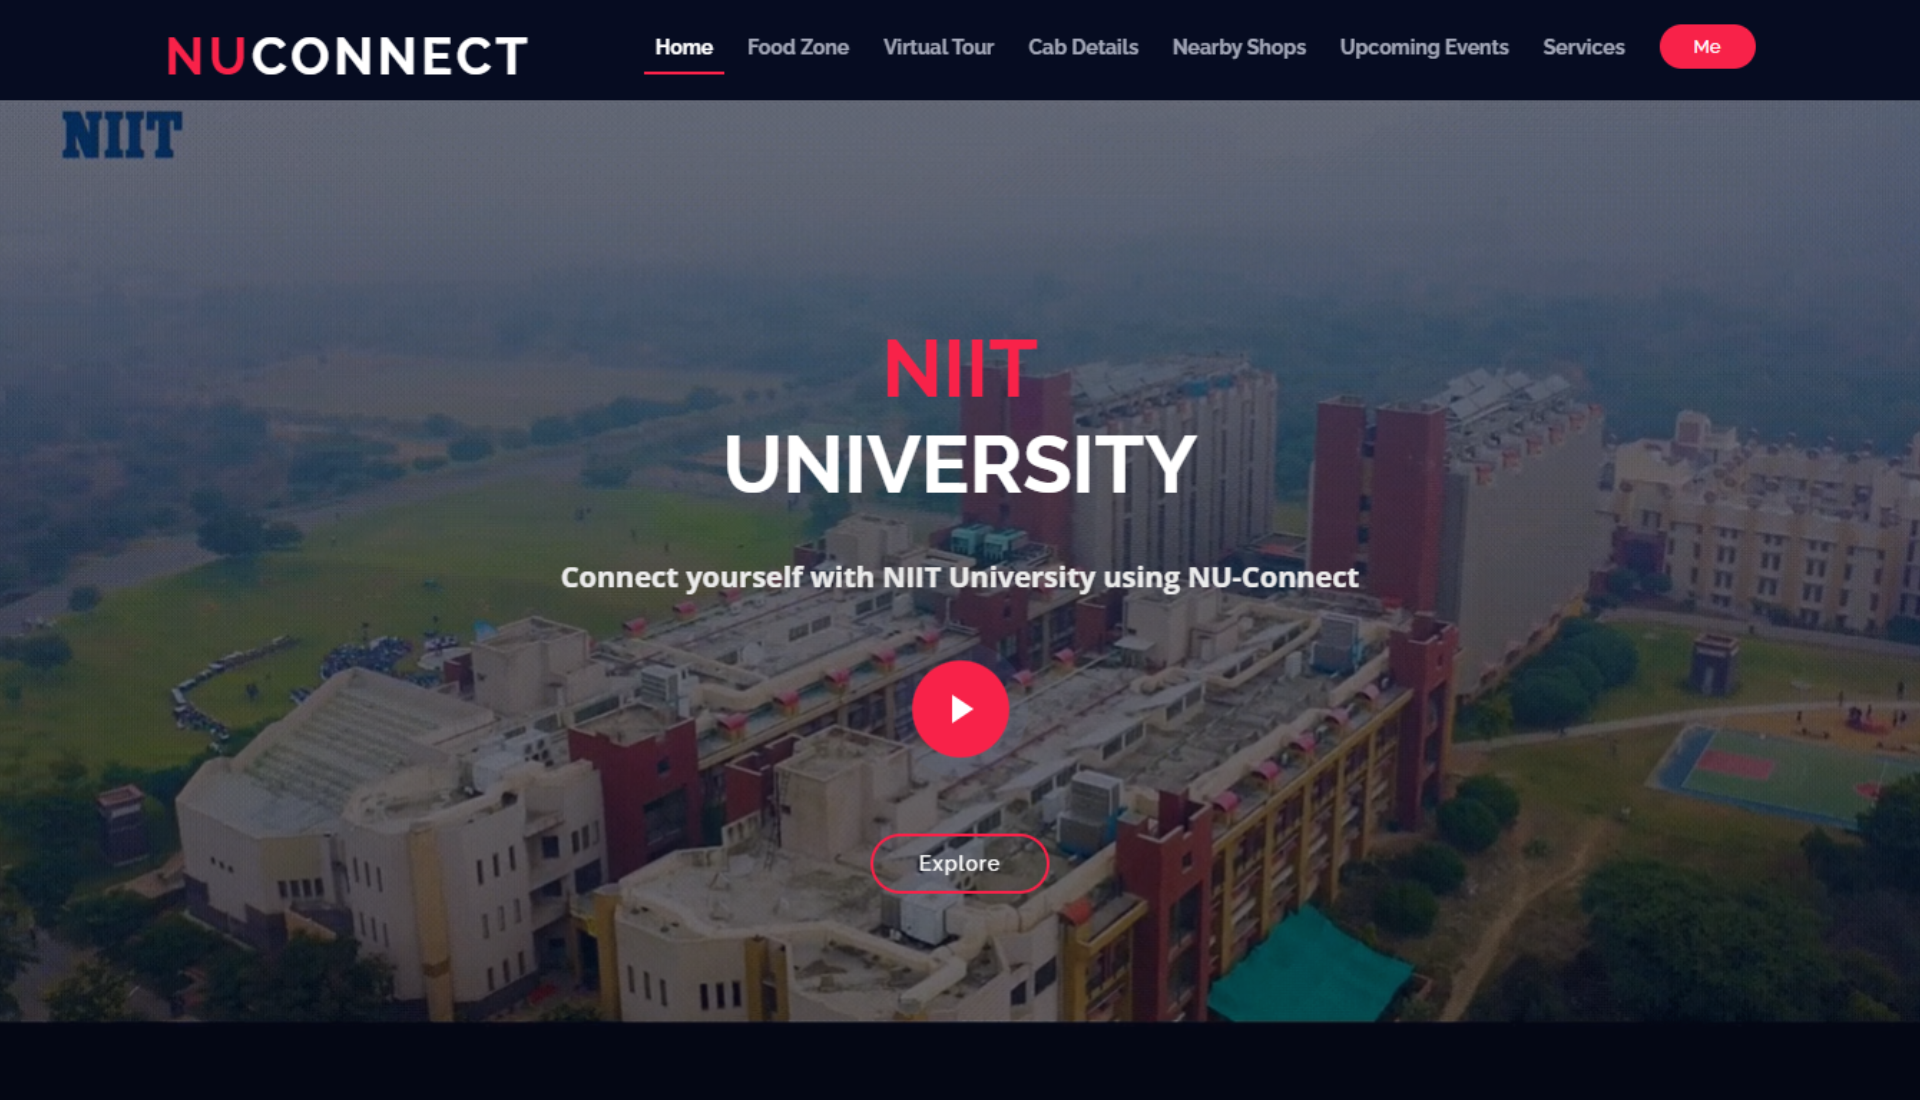 NUCONNECT
Home Food Zone Virtual Tour Cab Details Nearby Shops Upcoming Events Services Me
NIIT
NIIT
UNIVERSITY
Connect yourself with NIIT University using NU-Connect
Explore